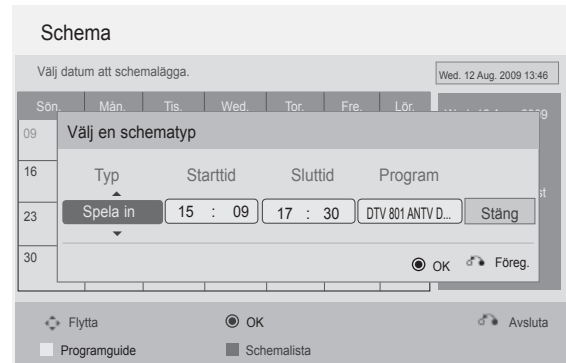 Schema
Välj datum att schemalägga.
Wed. 12 Aug. 2009 13:46
Sön. Mån. Tis. Wed. Tor. Fre. Lör.
09
Välj en schematyp
16
Typ Starttid Sluttid Program
23
Spela in 15 : 09 17 : 30 DTV 801 ANTV D... Stäng
30
OK Föreg.
Flytta OK Avsluta
Programguide Schemalista